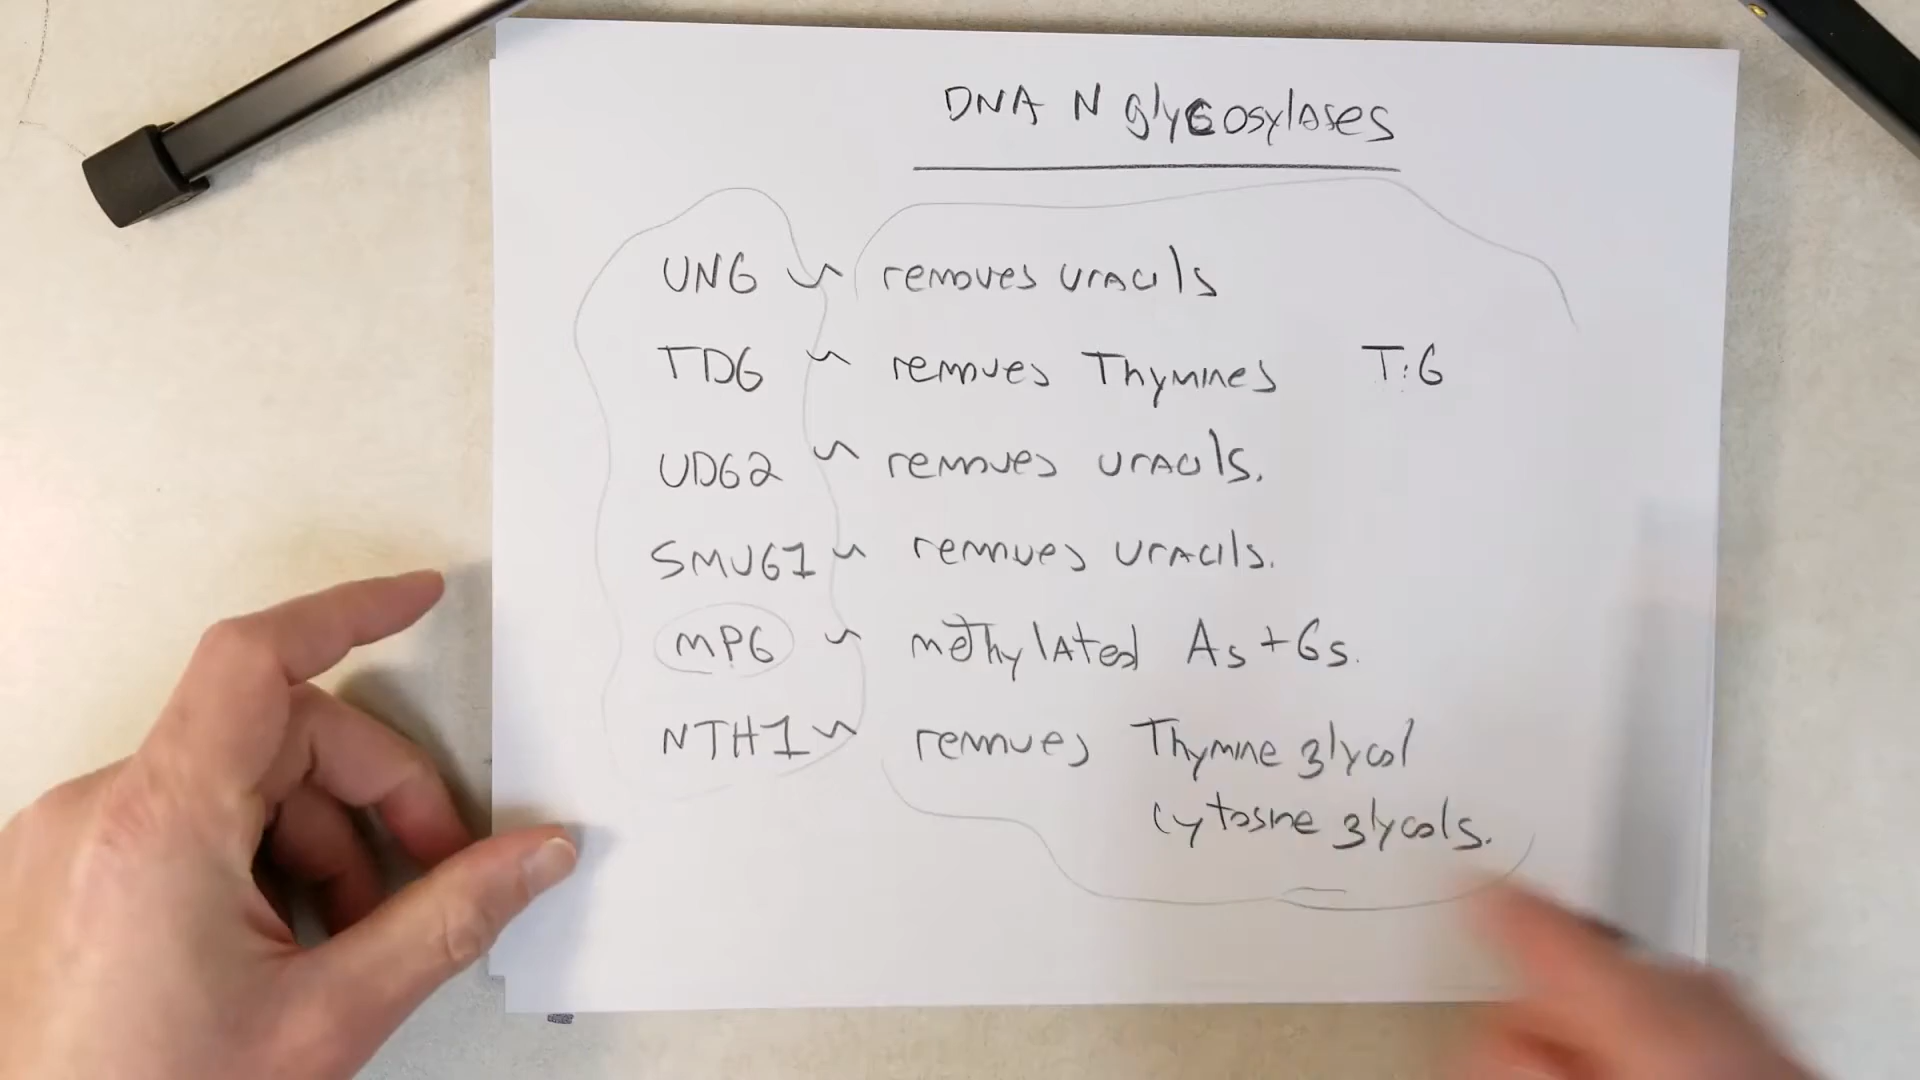 DNA N glycosylases
UNG ~ removes uracils
TDG ~ removes Thymines T:G
UDG2 ~ removes uracils.
SMUG1 ~ removes uracils.
MPG ~ methylated As + Gs.
NTH1 ~ removes Thymine glycol
cytosine glycols.